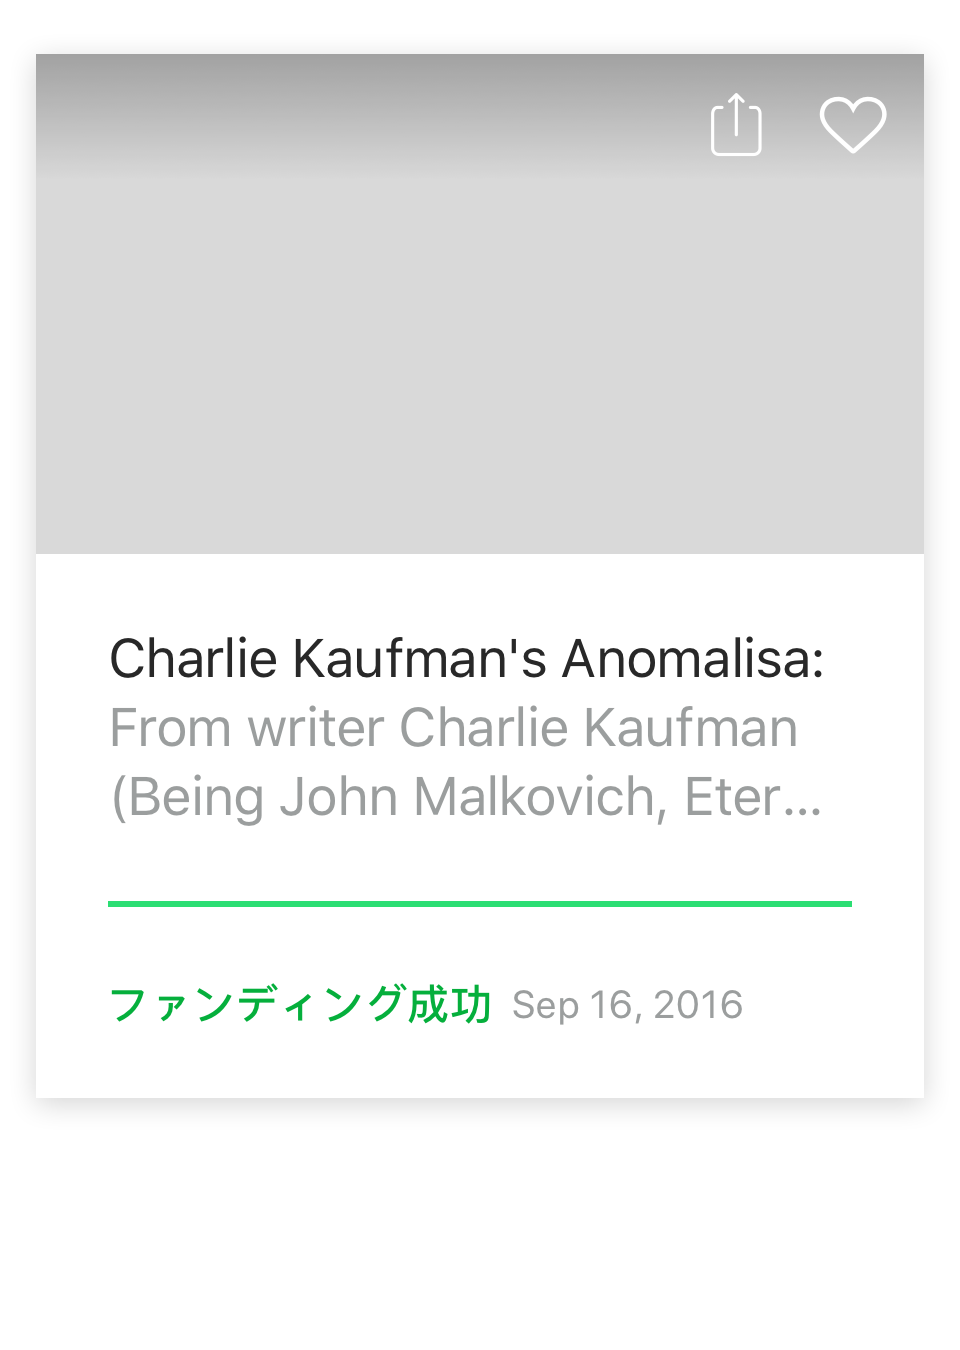 Charlie Kaufman's Anomalisa:
From writer Charlie Kaufman
(Being John Malkovich, Eter...
ファンディング成功 Sep 16, 2016